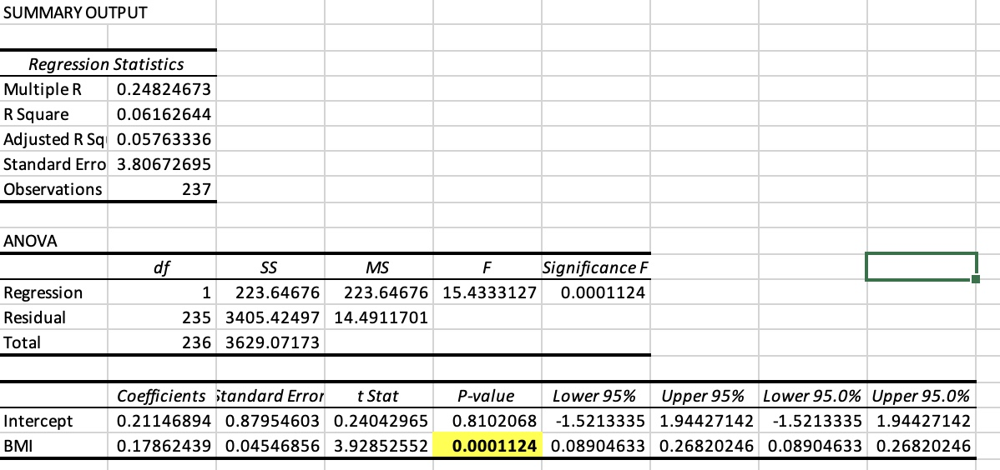 SUMMARY OUTPUT
Regression Statistics
Multiple R 0.24824673
R Square 0.06162644
Adjusted R Squ 0.05763336
Standard Erro 3.80672695
Observations 237
ANOVA
df SS MS F Significance F
Regression 1 223.64676 223.64676 15.4333127 0.0001124
Residual 235 3405.42497 14.4911701
Total 236 3629.07173
Coefficients Standard Error t Stat P-value Lower 95% Upper 95% Lower 95.0% Upper 95.0%
Intercept 0.21146894 0.87954603 0.24042965 0.8102068 -1.5213335 1.94427142 -1.5213335 1.94427142
BMI 0.17862439 0.04546856 3.92852552 0.0001124 0.08904633 0.26820246 0.08904633 0.26820246